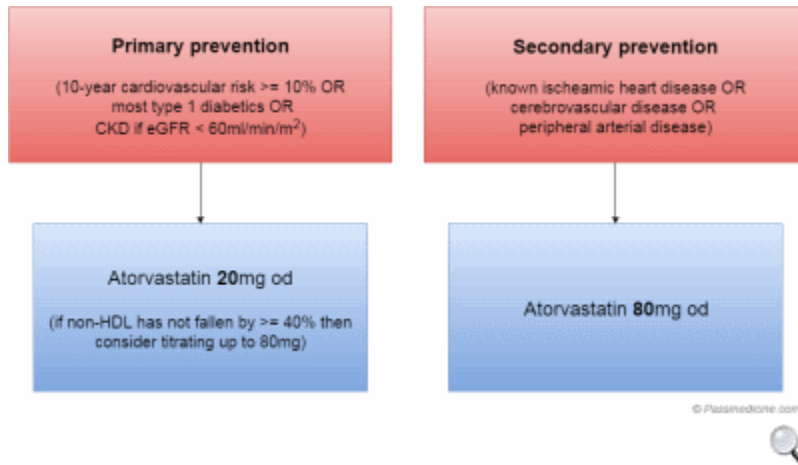 Primary prevention
(10-year cardiovascular risk >= 10% OR
most type 1 diabetics OR
CKD if eGFR < 60ml/min/m²)
Atorvastatin 20mg od
(if non-HDL has not fallen by >= 40% then
consider titrating up to 80mg)
Secondary prevention
(known ischeamic heart disease OR
cerebrovascular disease OR
peripheral arterial disease)
Atorvastatin 80mg od
© Passmedicine.com